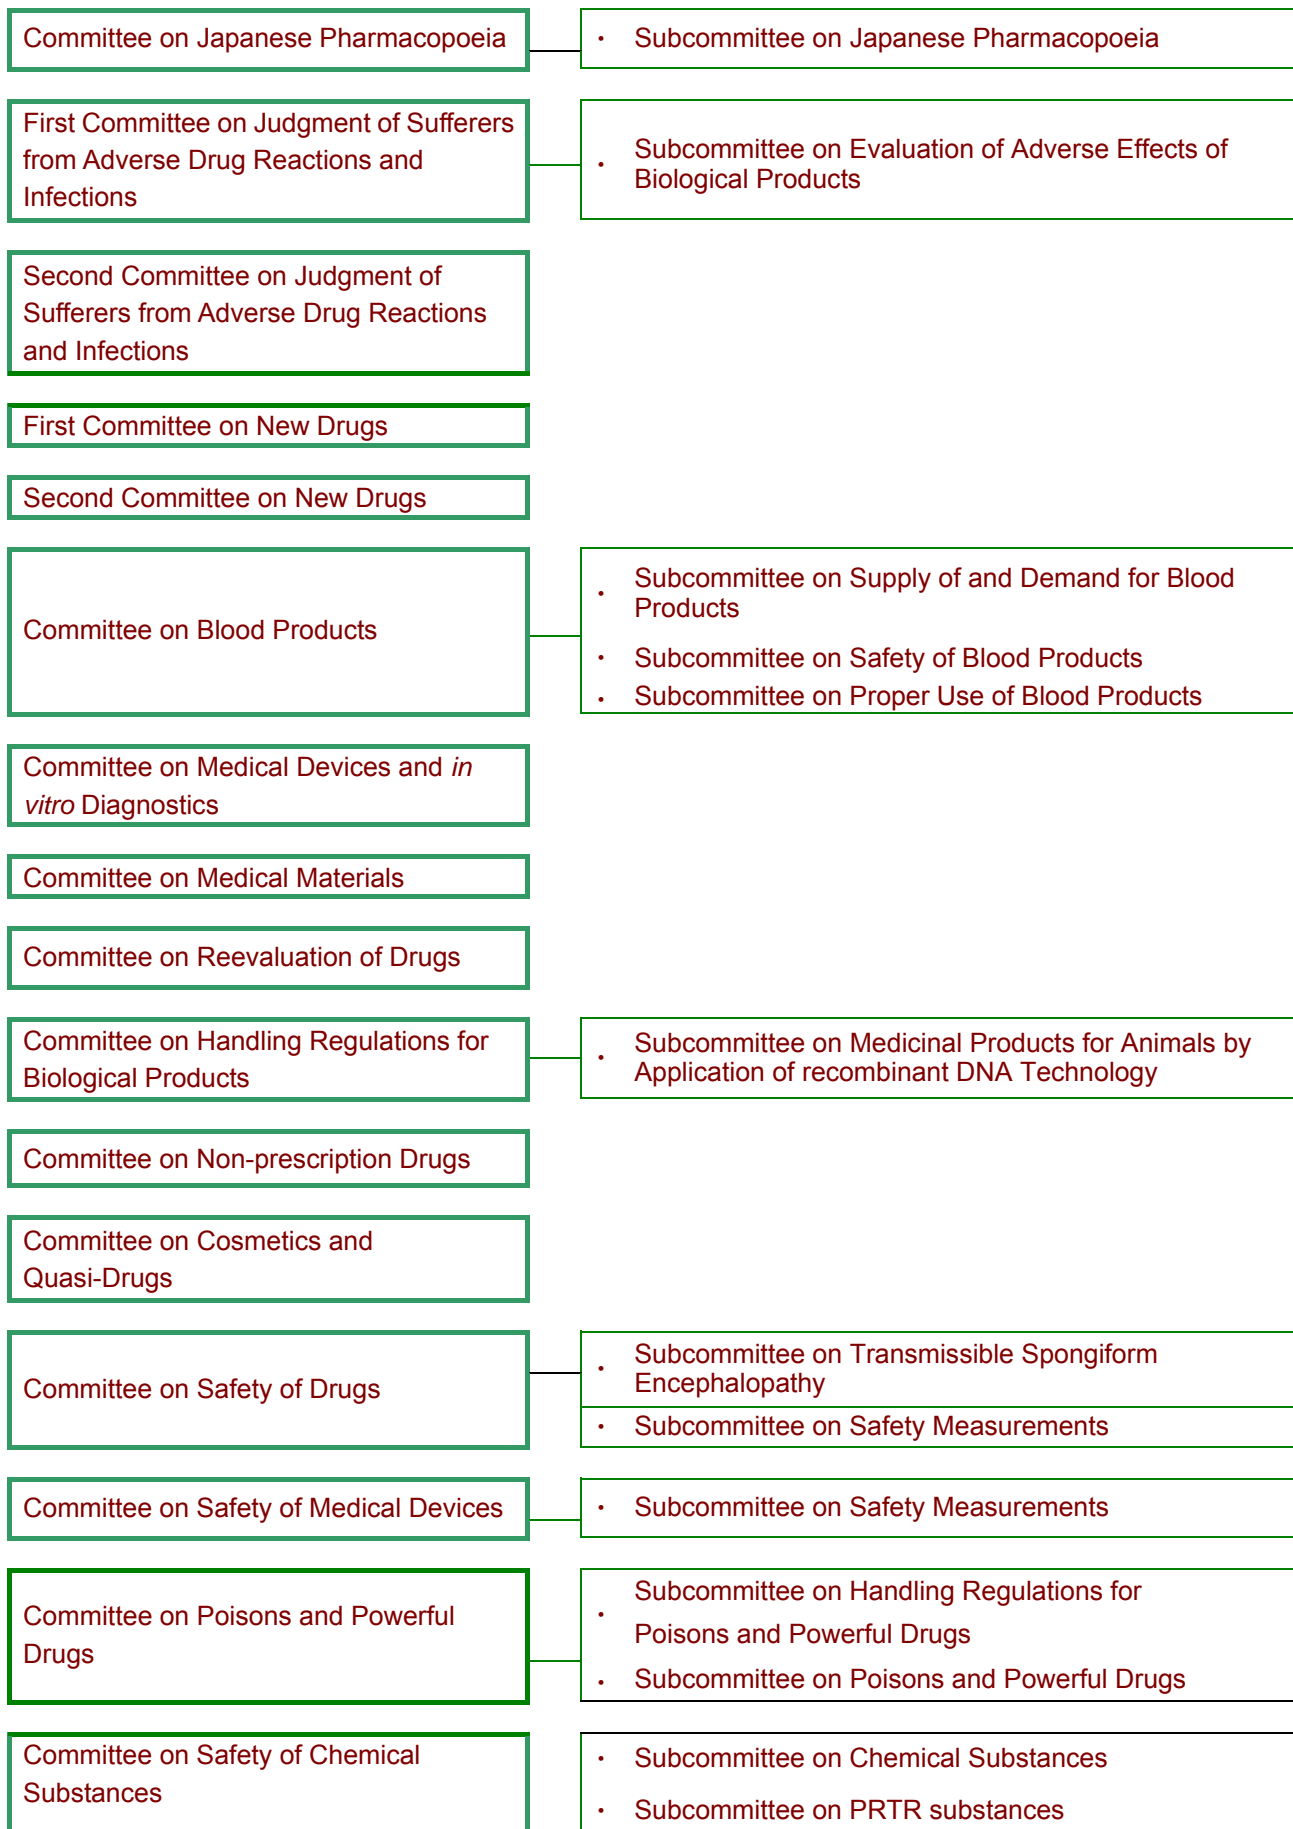 Committee on Japanese Pharmacopoeia
・ Subcommittee on Japanese Pharmacopoeia
First Committee on Judgment of Sufferers
from Adverse Drug Reactions and
Infections
・ Subcommittee on Evaluation of Adverse Effects of
Biological Products
Second Committee on Judgment of
Sufferers from Adverse Drug Reactions
and Infections
First Committee on New Drugs
Second Committee on New Drugs
Committee on Blood Products
・ Subcommittee on Supply of and Demand for Blood
Products
・ Subcommittee on Safety of Blood Products
・ Subcommittee on Proper Use of Blood Products
Committee on Medical Devices and in
vitro Diagnostics
Committee on Medical Materials
Committee on Reevaluation of Drugs
Committee on Handling Regulations for
Biological Products
・ Subcommittee on Medicinal Products for Animals by
Application of recombinant DNA Technology
Committee on Non-prescription Drugs
Committee on Cosmetics and
Quasi-Drugs
Committee on Safety of Drugs
・ Subcommittee on Transmissible Spongiform
Encephalopathy
・ Subcommittee on Safety Measurements
Committee on Safety of Medical Devices
・ Subcommittee on Safety Measurements
Committee on Poisons and Powerful
Drugs
・ Subcommittee on Handling Regulations for
Poisons and Powerful Drugs
・ Subcommittee on Poisons and Powerful Drugs
Committee on Safety of Chemical
Substances
・ Subcommittee on Chemical Substances
・ Subcommittee on PRTR substances